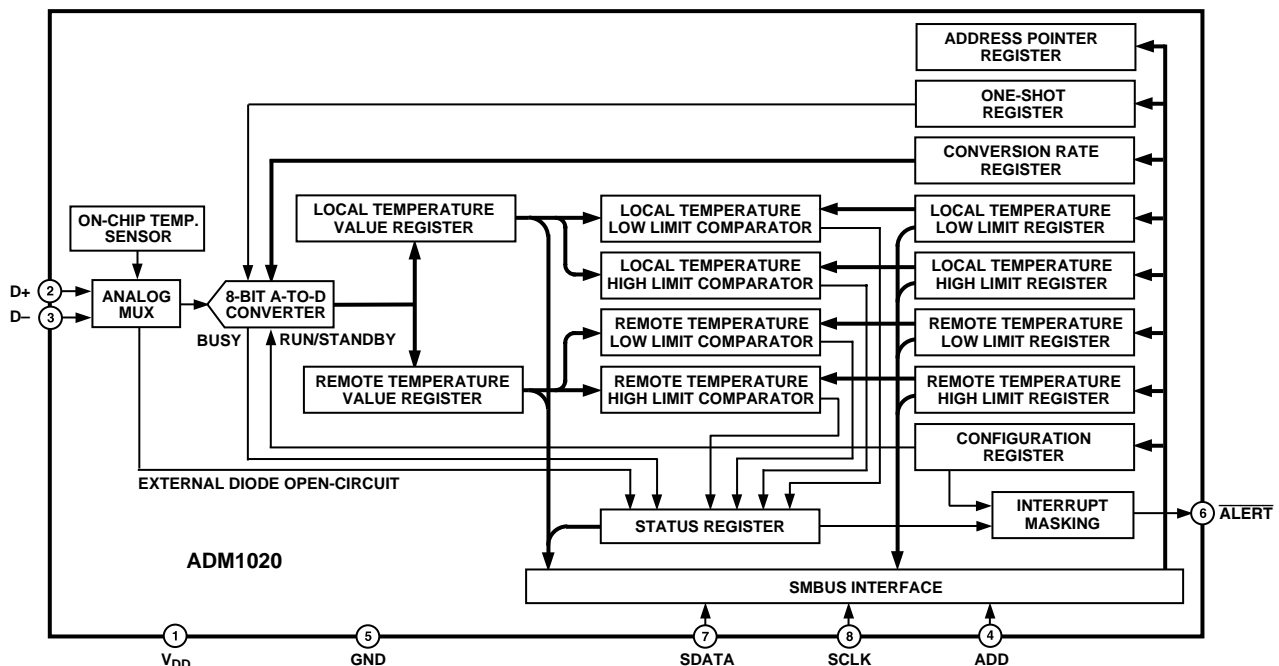 ADDRESS POINTER
REGISTER
ONE-SHOT
REGISTER
CONVERSION RATE
REGISTER
ON-CHIP TEMP.
SENSOR
LOCAL TEMPERATURE
VALUE REGISTER
LOCAL TEMPERATURE
LOW LIMIT COMPARATOR
LOCAL TEMPERATURE
LOW LIMIT REGISTER
D+
2
D–
3
ANALOG
MUX
8-BIT A-TO-D
CONVERTER
LOCAL TEMPERATURE
HIGH LIMIT COMPARATOR
LOCAL TEMPERATURE
HIGH LIMIT REGISTER
BUSY
RUN/STANDBY
REMOTE TEMPERATURE
LOW LIMIT COMPARATOR
REMOTE TEMPERATURE
LOW LIMIT REGISTER
REMOTE TEMPERATURE
VALUE REGISTER
REMOTE TEMPERATURE
HIGH LIMIT COMPARATOR
REMOTE TEMPERATURE
HIGH LIMIT REGISTER
CONFIGURATION
REGISTER
EXTERNAL DIODE OPEN-CIRCUIT
STATUS REGISTER
INTERRUPT
MASKING
6
ALERT
ADM1020
SMBUS INTERFACE
1
5
7
8
4
VDD
GND
SDATA
SCLK
ADD